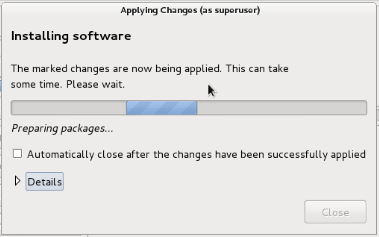 Applying Changes (as superuser)
Installing software
The marked changes are now being applied. This can take
some time. Please wait.
Preparing packages...
Automatically close after the changes have been successfully applied
Details
Close